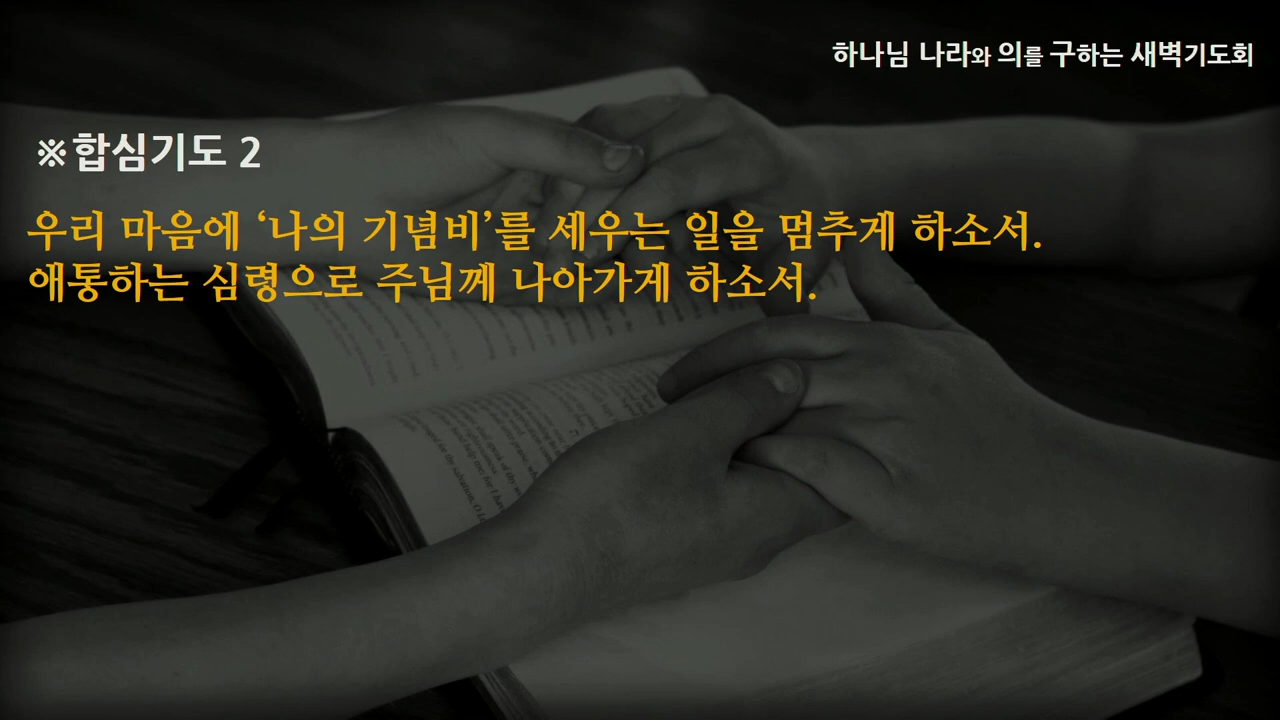 하나님 나라와 의를 구하는 새벽기도회
※합심기도 2
우리 마음에 ‘나의 기념비’를 세우는 일을 멈추게 하소서.
애통하는 심령으로 주님께 나아가게 하소서.